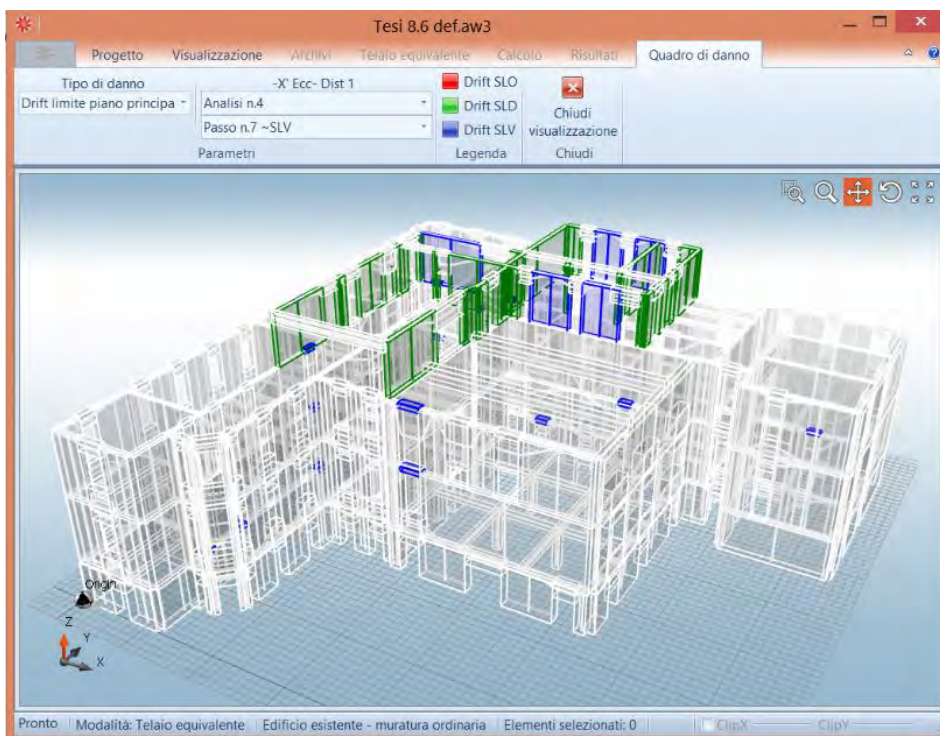 Tesi 8.6 def.aw3
Progetto Visualizzazione Archivi Telaio equivalente Calcolo Risultati Quadro di danno
Tipo di danno
Drift limite piano principa
-X' Ecc- Dist 1
Analisi n.4
Passo n.7 ~SLV
Parametri
Drift SLO
Drift SLD
Drift SLV
Legenda
Chiudi
visualizzazione
Chiudi
Origin
Z
Y
X
Pronto Modalità: Telaio equivalente Edificio esistente - muratura ordinaria Elementi selezionati: 0 ClipX ClipY